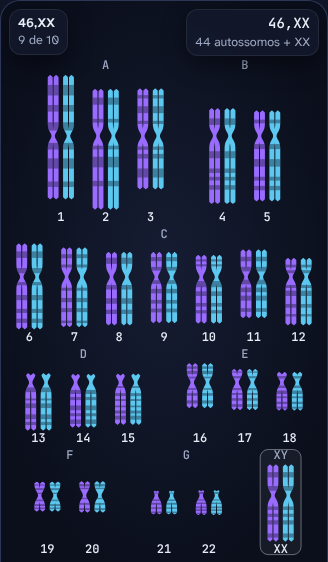 46,XX
9 de 10
46,XX
44 autossomos + XX
A B
1 2 3 4 5
C
6 7 8 9 10 11 12
D E
13 14 15 16 17 18
F G XY
19 20 21 22 XX